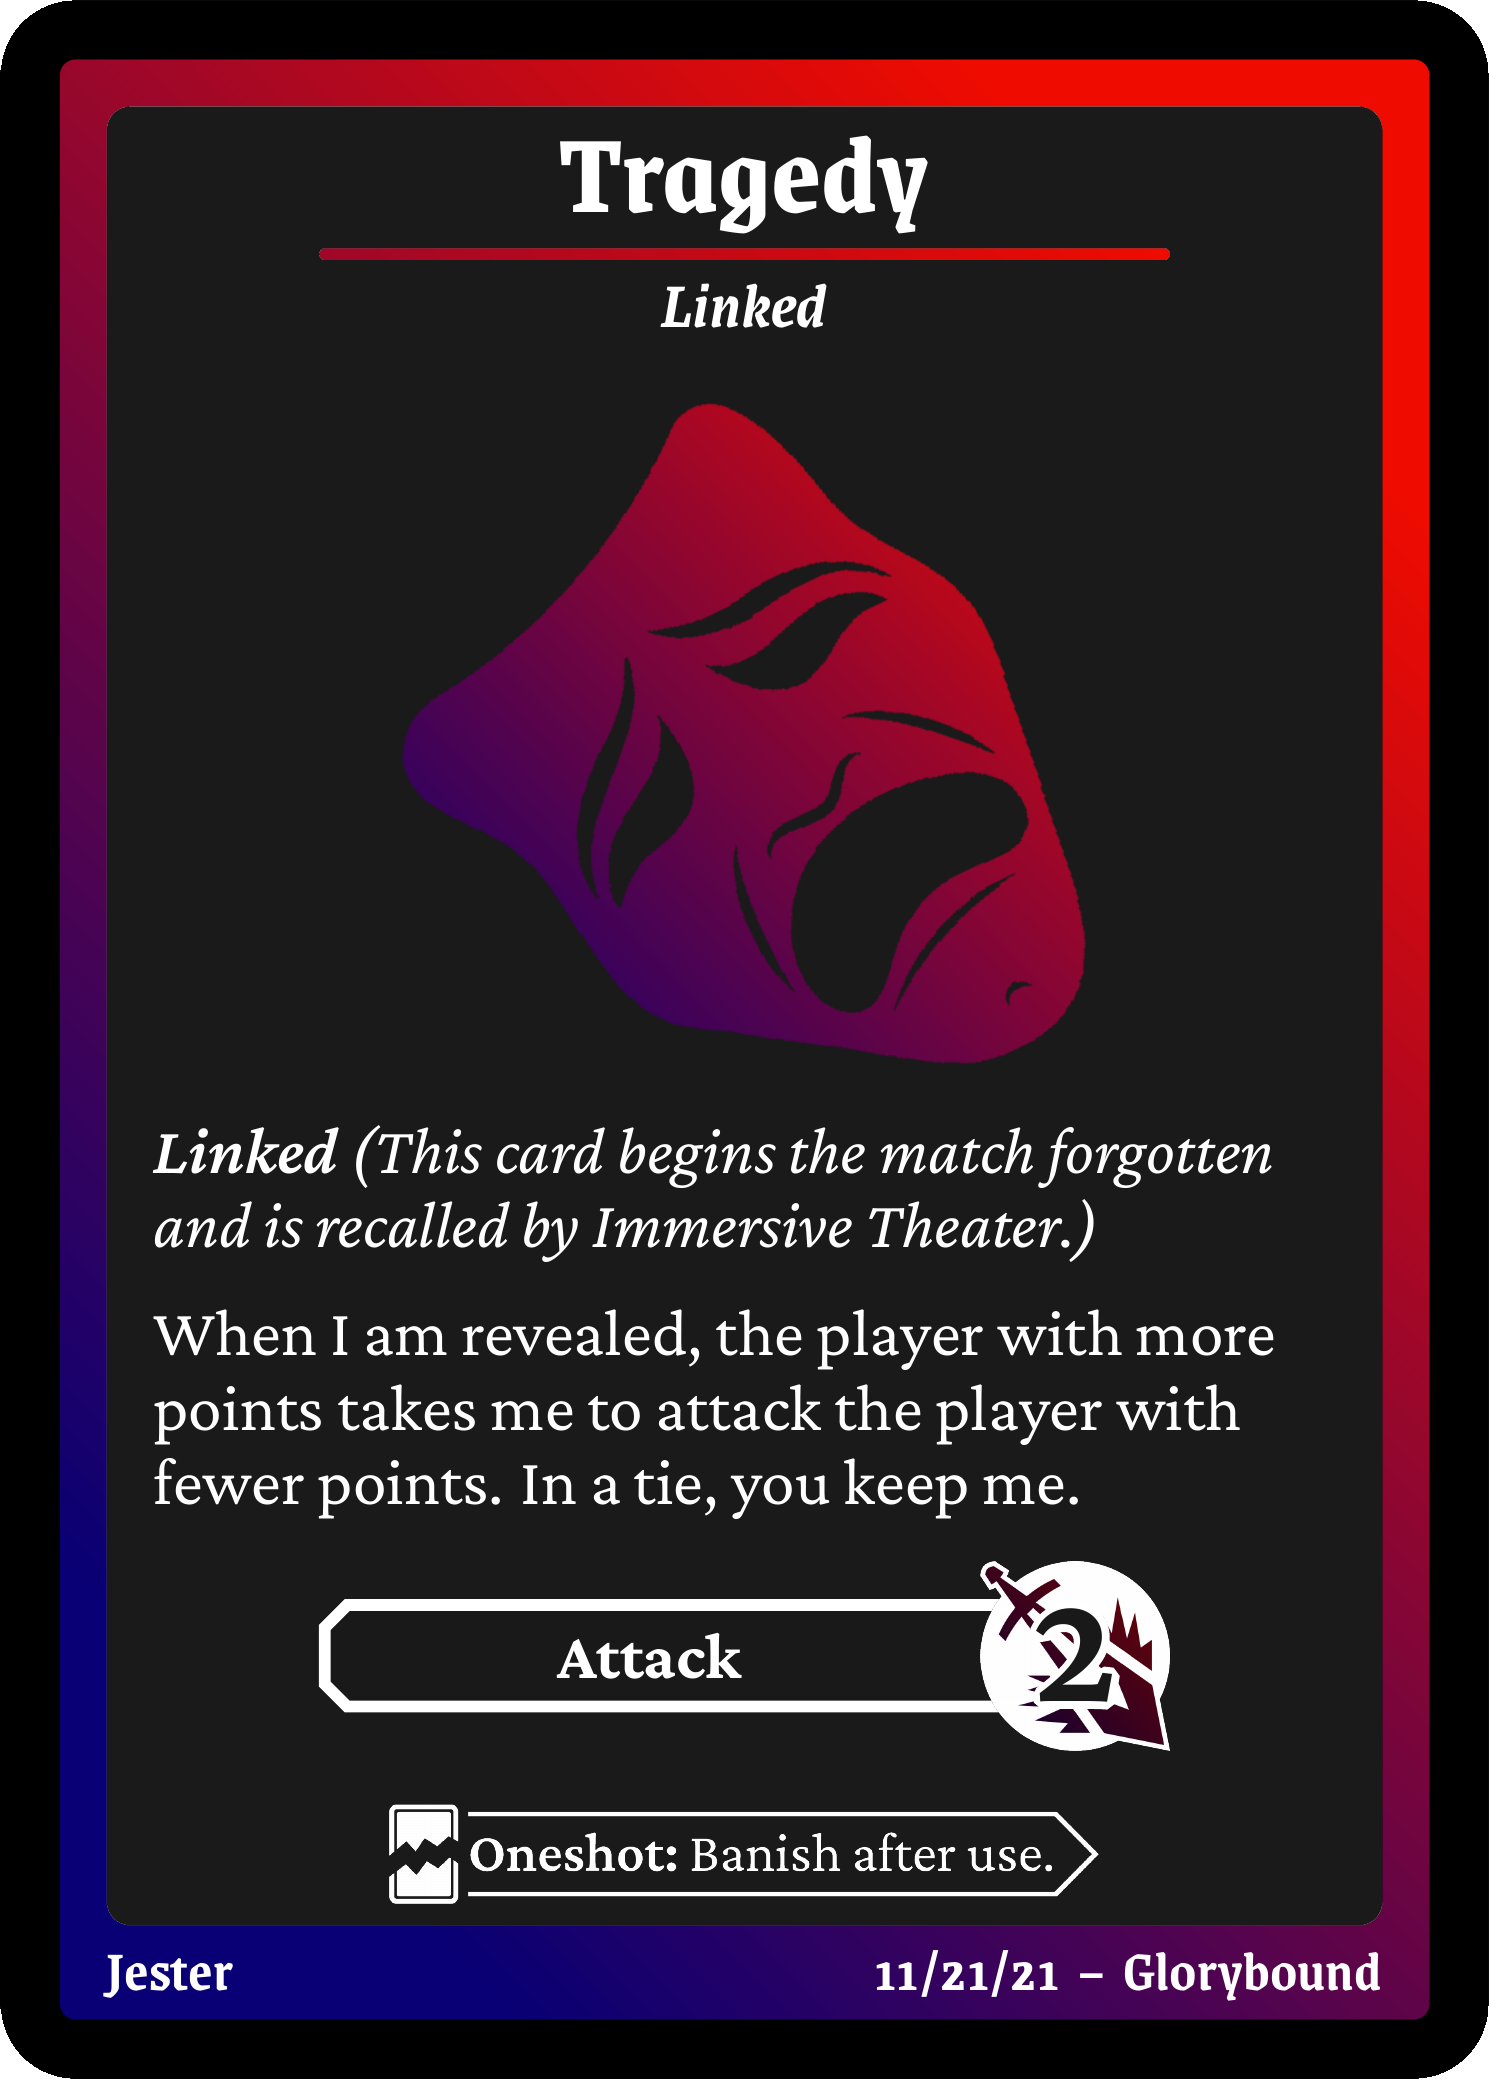 Tragedy
Linked
Linked (This card begins the match forgotten
and is recalled by Immersive Theater.)
When I am revealed, the player with more
points takes me to attack the player with
fewer points. In a tie, you keep me.
Attack
2
Oneshot: Banish after use.
Jester
11/21/21 – Glorybound